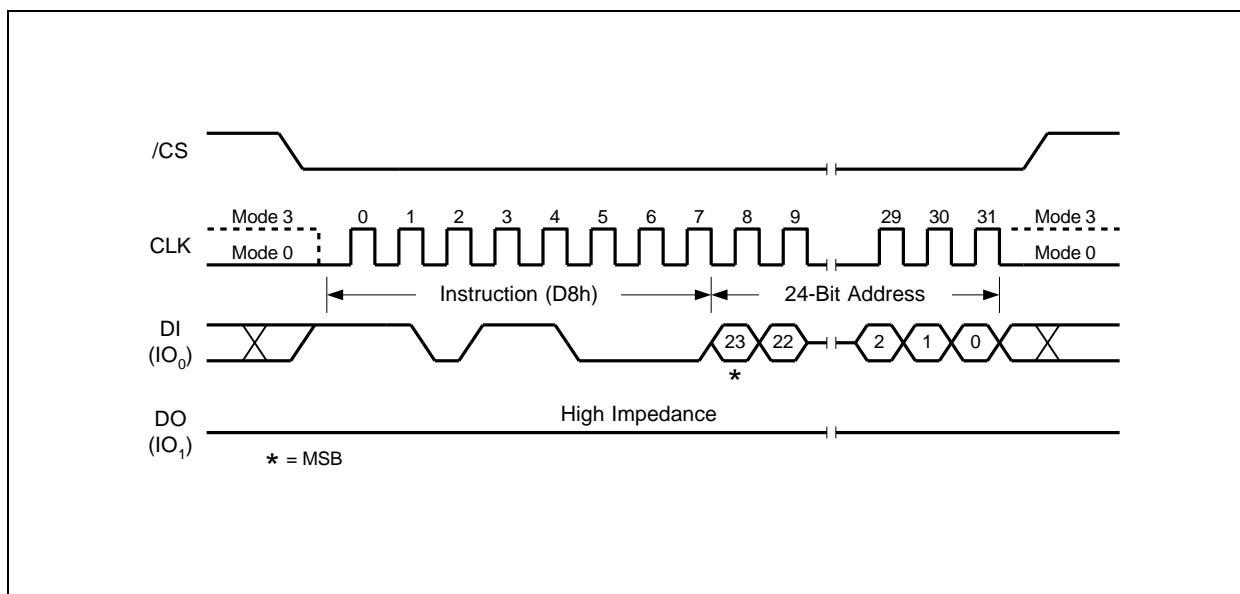 /CS
Mode 3
0 1 2 3 4 5 6 7 8 9 29 30 31
Mode 3
CLK
Mode 0
Mode 0
Instruction (D8h)
24-Bit Address
DI
(IO0)
23 22 2 1 0
*
High Impedance
DO
(IO1)
* = MSB